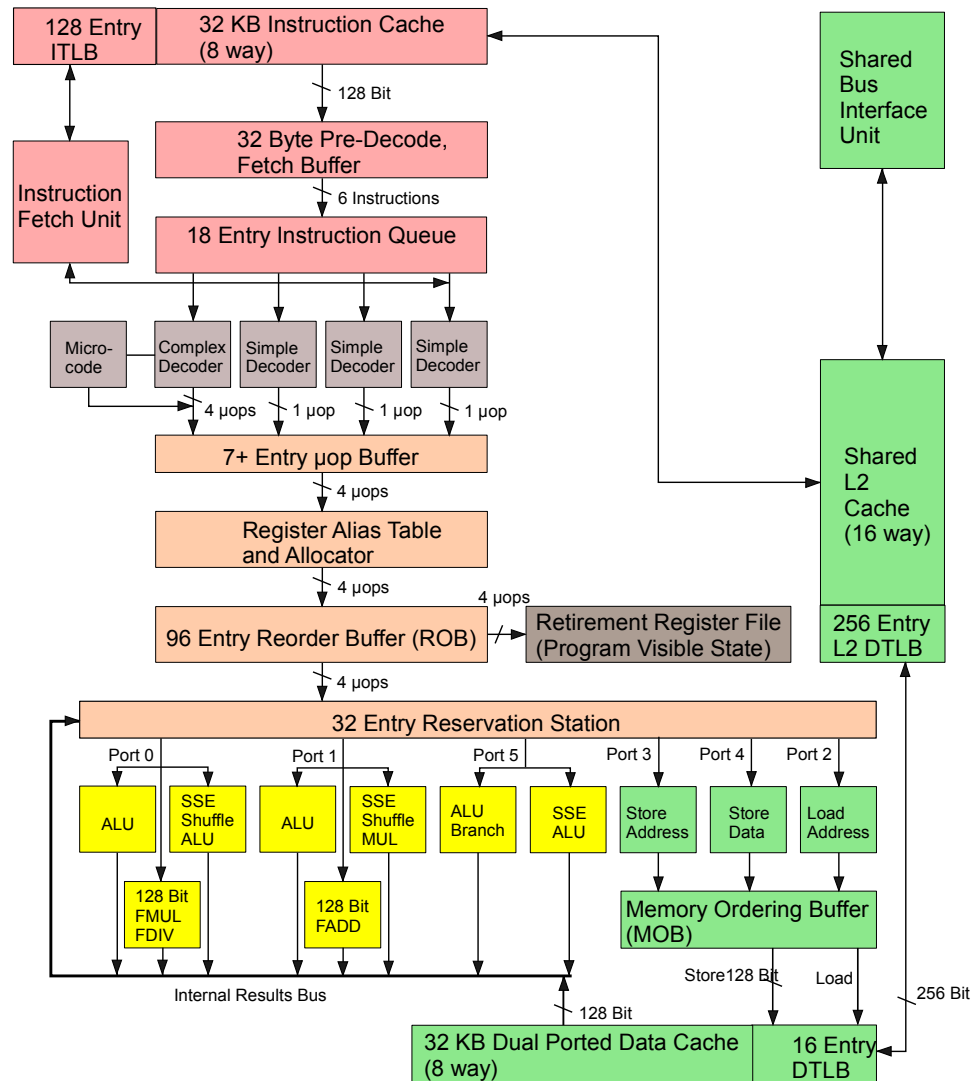 128 Entry
ITLB
32 KB Instruction Cache
(8 way)
128 Bit
32 Byte Pre-Decode,
Fetch Buffer
Instruction
Fetch Unit
6 Instructions
18 Entry Instruction Queue
Micro-
code
Complex
Decoder
Simple
Decoder
Simple
Decoder
Simple
Decoder
4 µops
1 µop
1 µop
1 µop
7+ Entry µop Buffer
4 µops
Register Alias Table
and Allocator
4 µops
96 Entry Reorder Buffer (ROB)
4 µops
Retirement Register File
(Program Visible State)
4 µops
32 Entry Reservation Station
Port 0
Port 1
Port 5
Port 3
Port 4
Port 2
ALU
SSE
Shuffle
ALU
ALU
SSE
Shuffle
MUL
ALU
Branch
SSE
ALU
Store
Address
Store
Data
Load
Address
128 Bit
FMUL
FDIV
128 Bit
FADD
Memory Ordering Buffer
(MOB)
Store
128 Bit
Load
Internal Results Bus
128 Bit
256 Bit
32 KB Dual Ported Data Cache
(8 way)
16 Entry
DTLB
Shared
Bus
Interface
Unit
Shared
L2
Cache
(16 way)
256 Entry
L2 DTLB